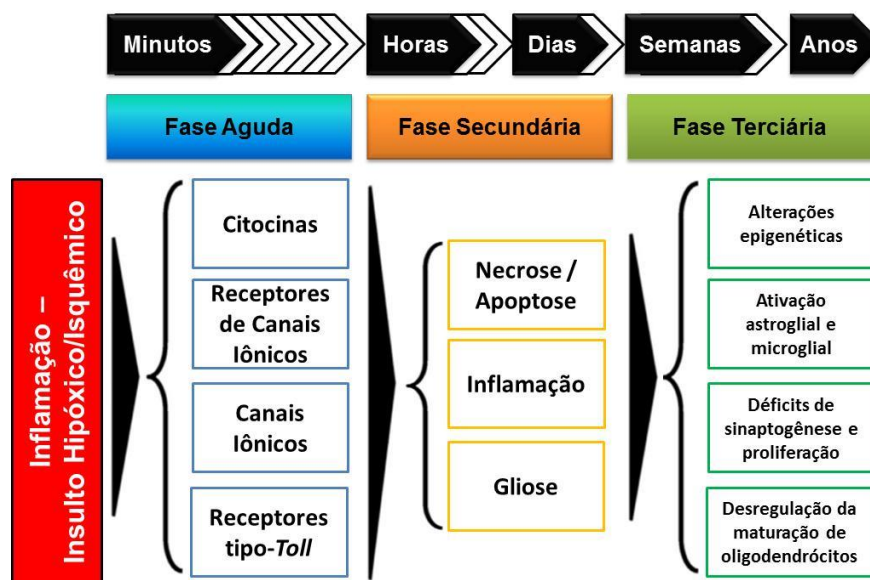 Minutos
Horas
Dias
Semanas
Anos
Fase Aguda
Fase Secundária
Fase Terciária
Inflamação –
Insulto Hipóxico/Isquêmico
Citocinas
Receptores
de Canais
Iônicos
Canais
Iônicos
Receptores
tipo-Toll
Necrose /
Apoptose
Inflamação
Gliose
Alterações
epigenéticas
Ativação
astroglial e
microglial
Déficits de
sinaptogênese e
proliferação
Desregulação da
maturação de
oligodendrócitos